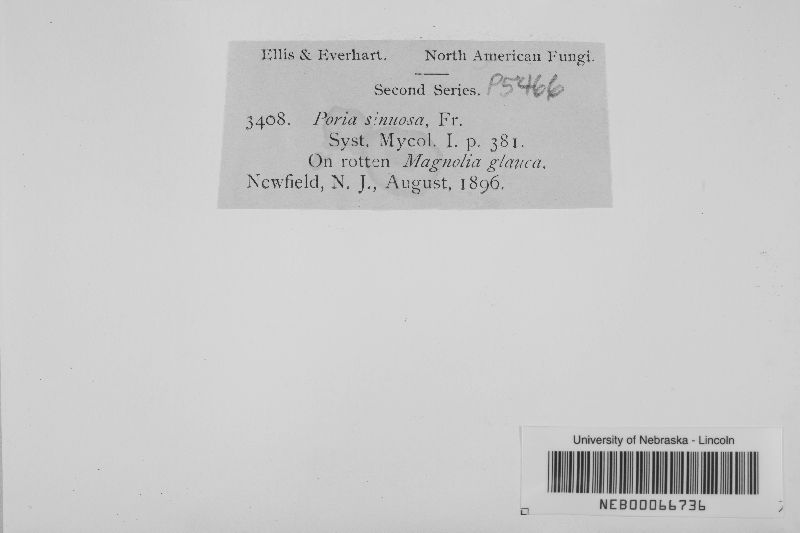 Ellis & Everhart. North American Fungi.
Second Series. P5466
3408. Poria sinuosa, Fr.
Syst. Mycol. I. p. 381.
On rotten Magnolia glauca.
Newfield, N. J., August, 1896.
University of Nebraska - Lincoln
NEB00066736